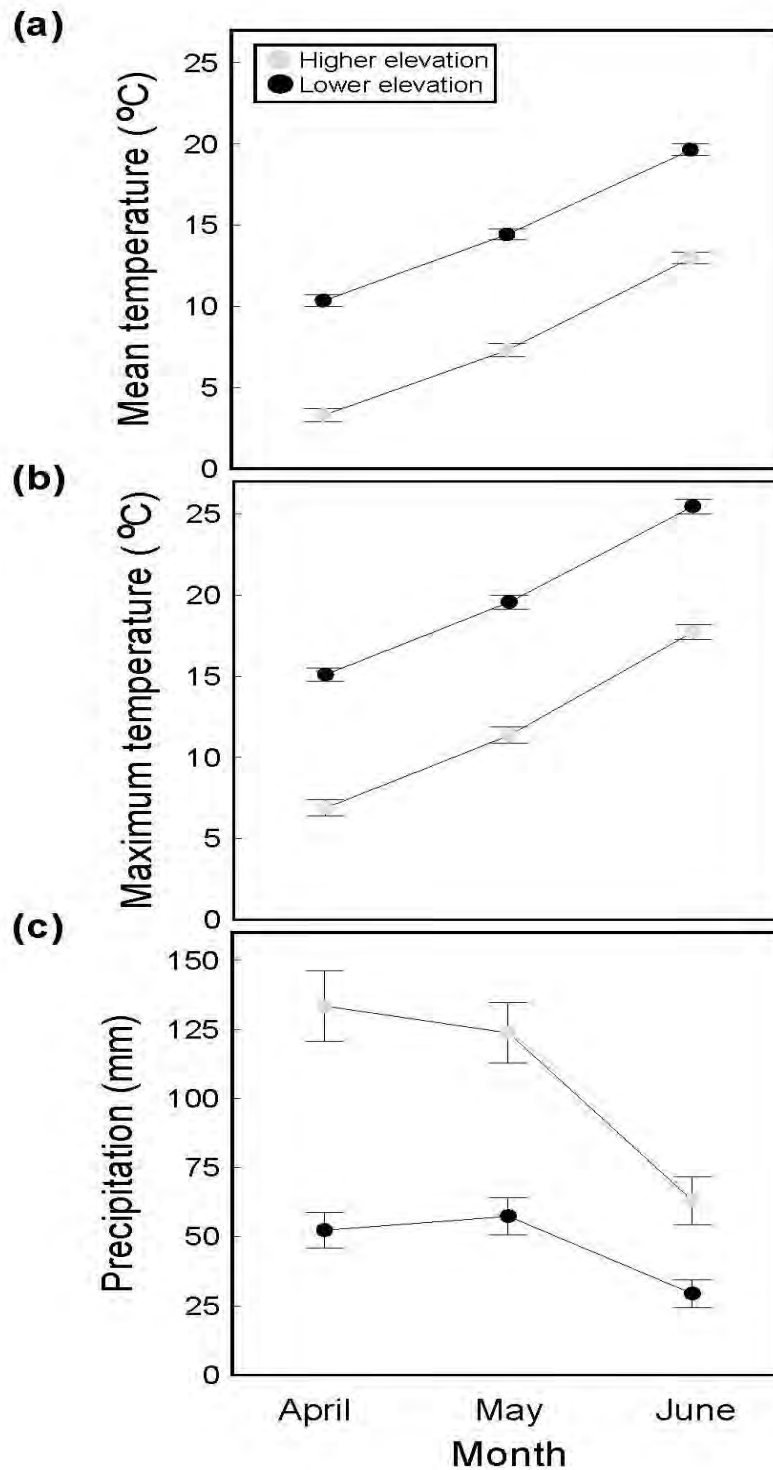 (a)
Mean temperature (ºC)
25
20
15
10
5
0
Higher elevation
Lower elevation
(b)
Maximum temperature (ºC)
25
20
15
10
5
0
(c)
Precipitation (mm)
150
125
100
75
50
25
0
April May June
Month